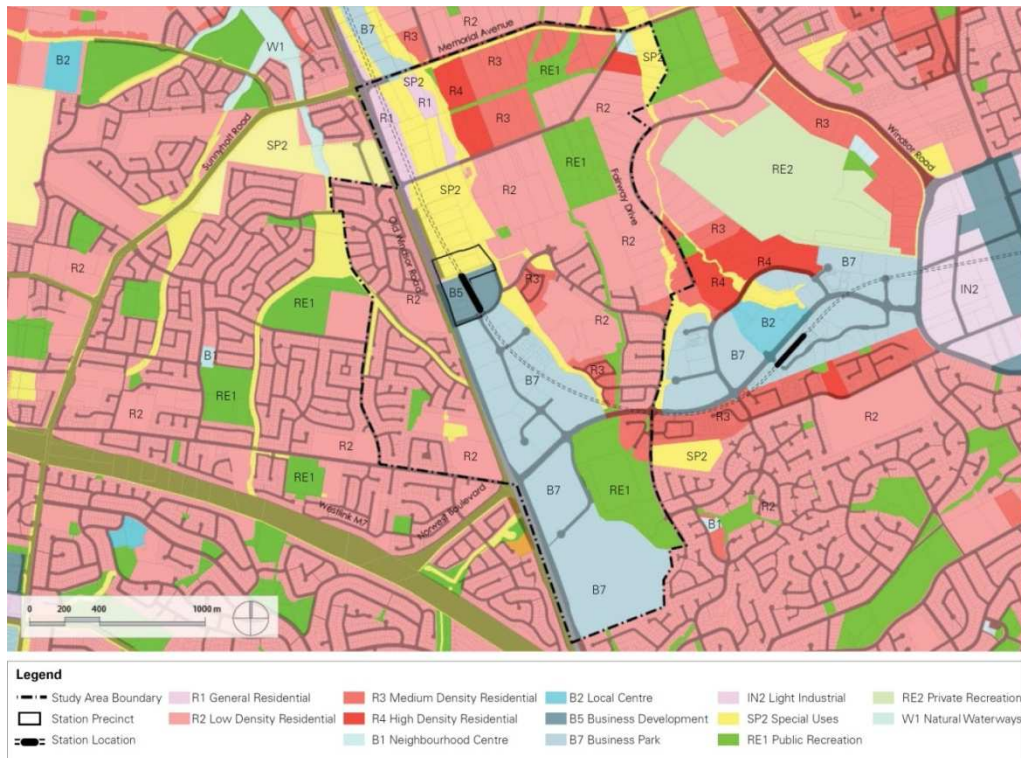 B7
R3
R2
Memorial Avenue
W1
B2
SP2
R3
SP2
RE1
R1
R4
R1
R3
R2
Sunnyholt Road
SP2
R3
Windsor Road
RE1
RE2
SP2
R2
Fairway Drive
R2
Old Windsor Road
R3
R2
R4
B7
R4
R3
IN2
RE1
R2
B5
B2
R2
B1
B7
B7
R3
RE1
R2
R3
R2
R2
R2
SP2
RE1
RE1
B7
Westlink M7
Norwest Boulevard
R2
B1
B7
0 200 400 1000 m
Legend
Study Area Boundary
Station Precinct
Station Location
R1 General Residential
R2 Low Density Residential
R3 Medium Density Residential
R4 High Density Residential
B1 Neighbourhood Centre
B2 Local Centre
B5 Business Development
B7 Business Park
IN2 Light Industrial
SP2 Special Uses
RE1 Public Recreation
RE2 Private Recreation
W1 Natural Waterways